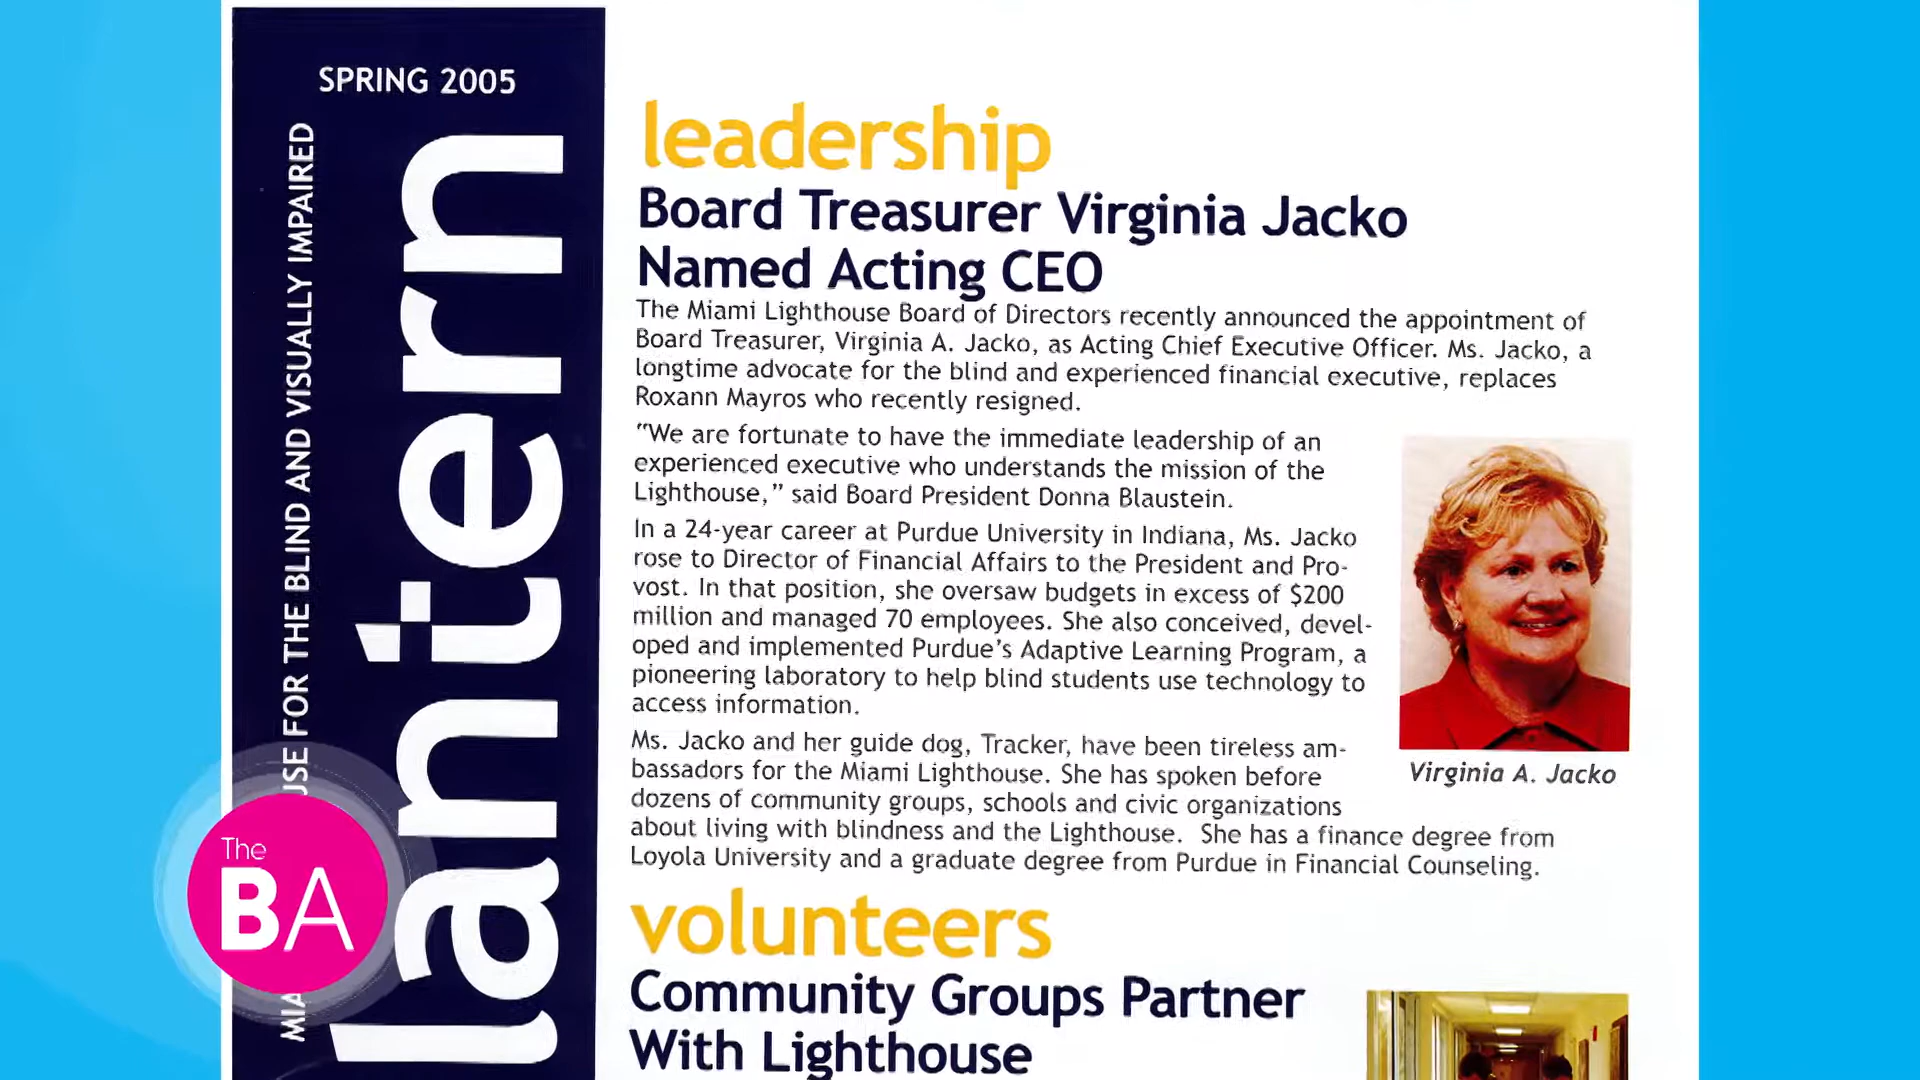 SPRING 2005
lantern
FOR THE BLIND AND VISUALLY IMPAIRED
leadership
Board Treasurer Virginia Jacko
Named Acting CEO
The Miami Lighthouse Board of Directors recently announced the appointment of
Board Treasurer, Virginia A. Jacko, as Acting Chief Executive Officer. Ms. Jacko, a
longtime advocate for the blind and experienced financial executive, replaces
Roxann Mayros who recently resigned.
"We are fortunate to have the immediate leadership of an
experienced executive who understands the mission of the
Lighthouse," said Board President Donna Blaustein.
In a 24-year career at Purdue University in Indiana, Ms. Jacko
rose to Director of Financial Affairs to the President and Pro-
vost. In that position, she oversaw budgets in excess of $200
million and managed 70 employees. She also conceived, devel-
oped and implemented Purdue's Adaptive Learning Program, a
pioneering laboratory to help blind students use technology to
access information.
Ms. Jacko and her guide dog, Tracker, have been tireless am-
bassadors for the Miami Lighthouse. She has spoken before
dozens of community groups, schools and civic organizations
about living with blindness and the Lighthouse. She has a finance degree from
Loyola University and a graduate degree from Purdue in Financial Counseling.
Virginia A. Jacko
volunteers
Community Groups Partner
With Lighthouse
The
BA